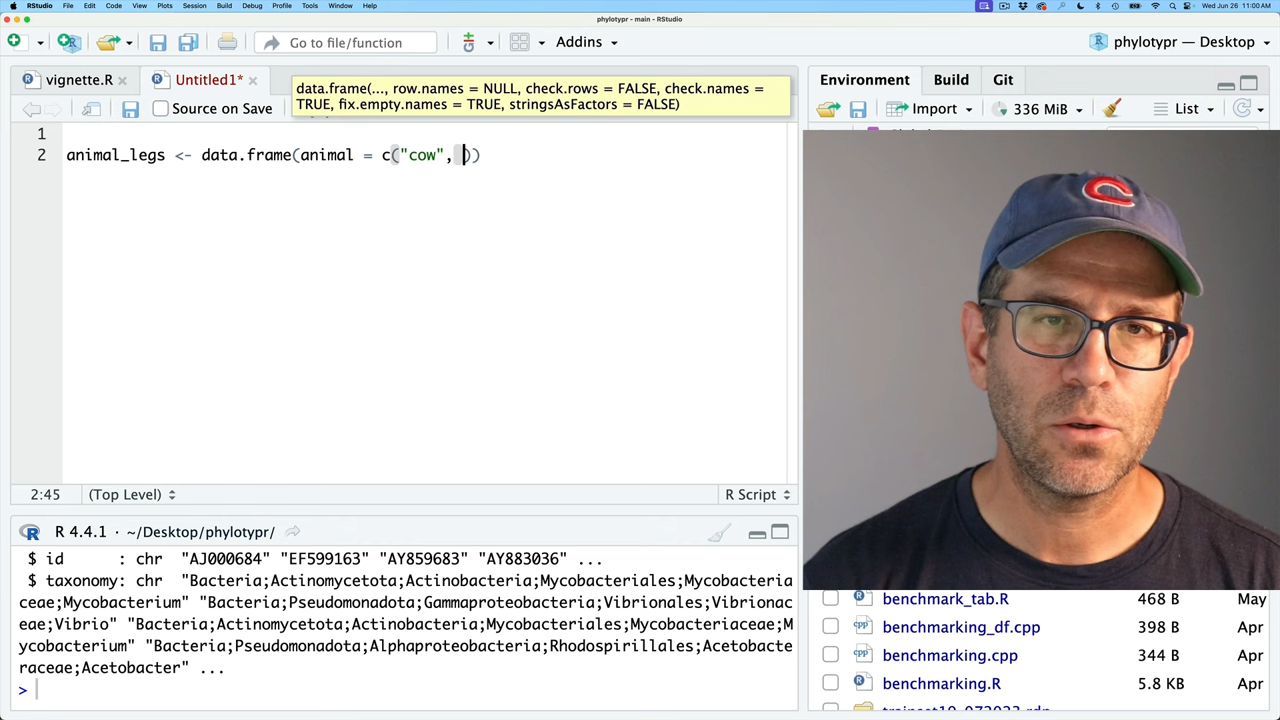 RStudio File Edit Code View Plots Session Build Debug Profile Tools Window Help Wed Jun 26 11:00 AM
phylotypr - main - RStudio
Go to file/function Addins phylotypr — Desktop
vignette.R Untitled1*
data.frame(..., row.names = NULL, check.rows = FALSE, check.names =
TRUE, fix.empty.names = TRUE, stringsAsFactors = FALSE)
Source on Save
1
2 animal_legs <- data.frame(animal = c("cow", ))
2:45 (Top Level) R Script
R 4.4.1 · ~/Desktop/phylotypr/
$ id : chr "AJ000684" "EF599163" "AY859683" "AY883036" ...
$ taxonomy: chr "Bacteria;Actinomycetota;Actinobacteria;Mycobacteriales;Mycobacteria
ceae;Mycobacterium" "Bacteria;Pseudomonadota;Gammaproteobacteria;Vibrionales;Vibrionac
eae;Vibrio" "Bacteria;Actinomycetota;Actinobacteria;Mycobacteriales;Mycobacteriaceae;M
ycobacterium" "Bacteria;Pseudomonadota;Alphaproteobacteria;Rhodospirillales;Acetobacte
raceae;Acetobacter" ...
>
Environment Build Git
Import 336 MiB List
C
benchmark_tab.R 468 B May
benchmarking_df.cpp 398 B Apr
benchmarking.cpp 344 B Apr
benchmarking.R 5.8 KB Apr